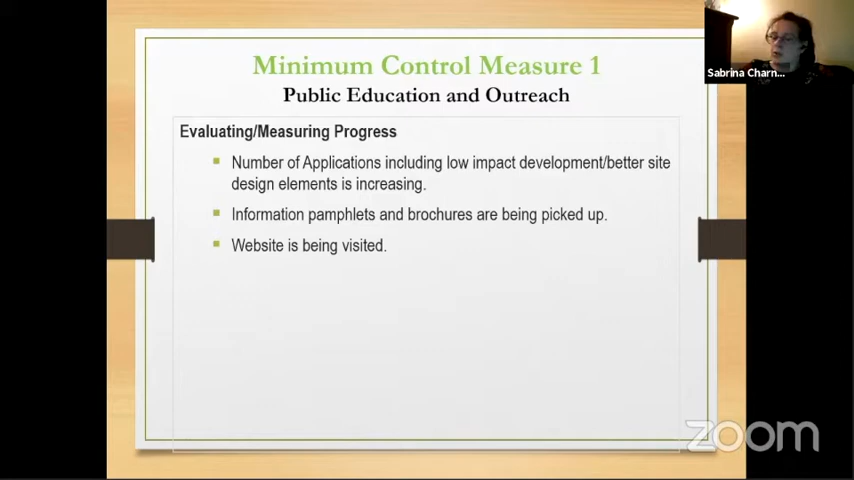 Minimum Control Measure 1
Public Education and Outreach
Sabrina Charn...
Evaluating/Measuring Progress
Number of Applications including low impact development/better site
design elements is increasing.
Information pamphlets and brochures are being picked up.
Website is being visited.
zoom